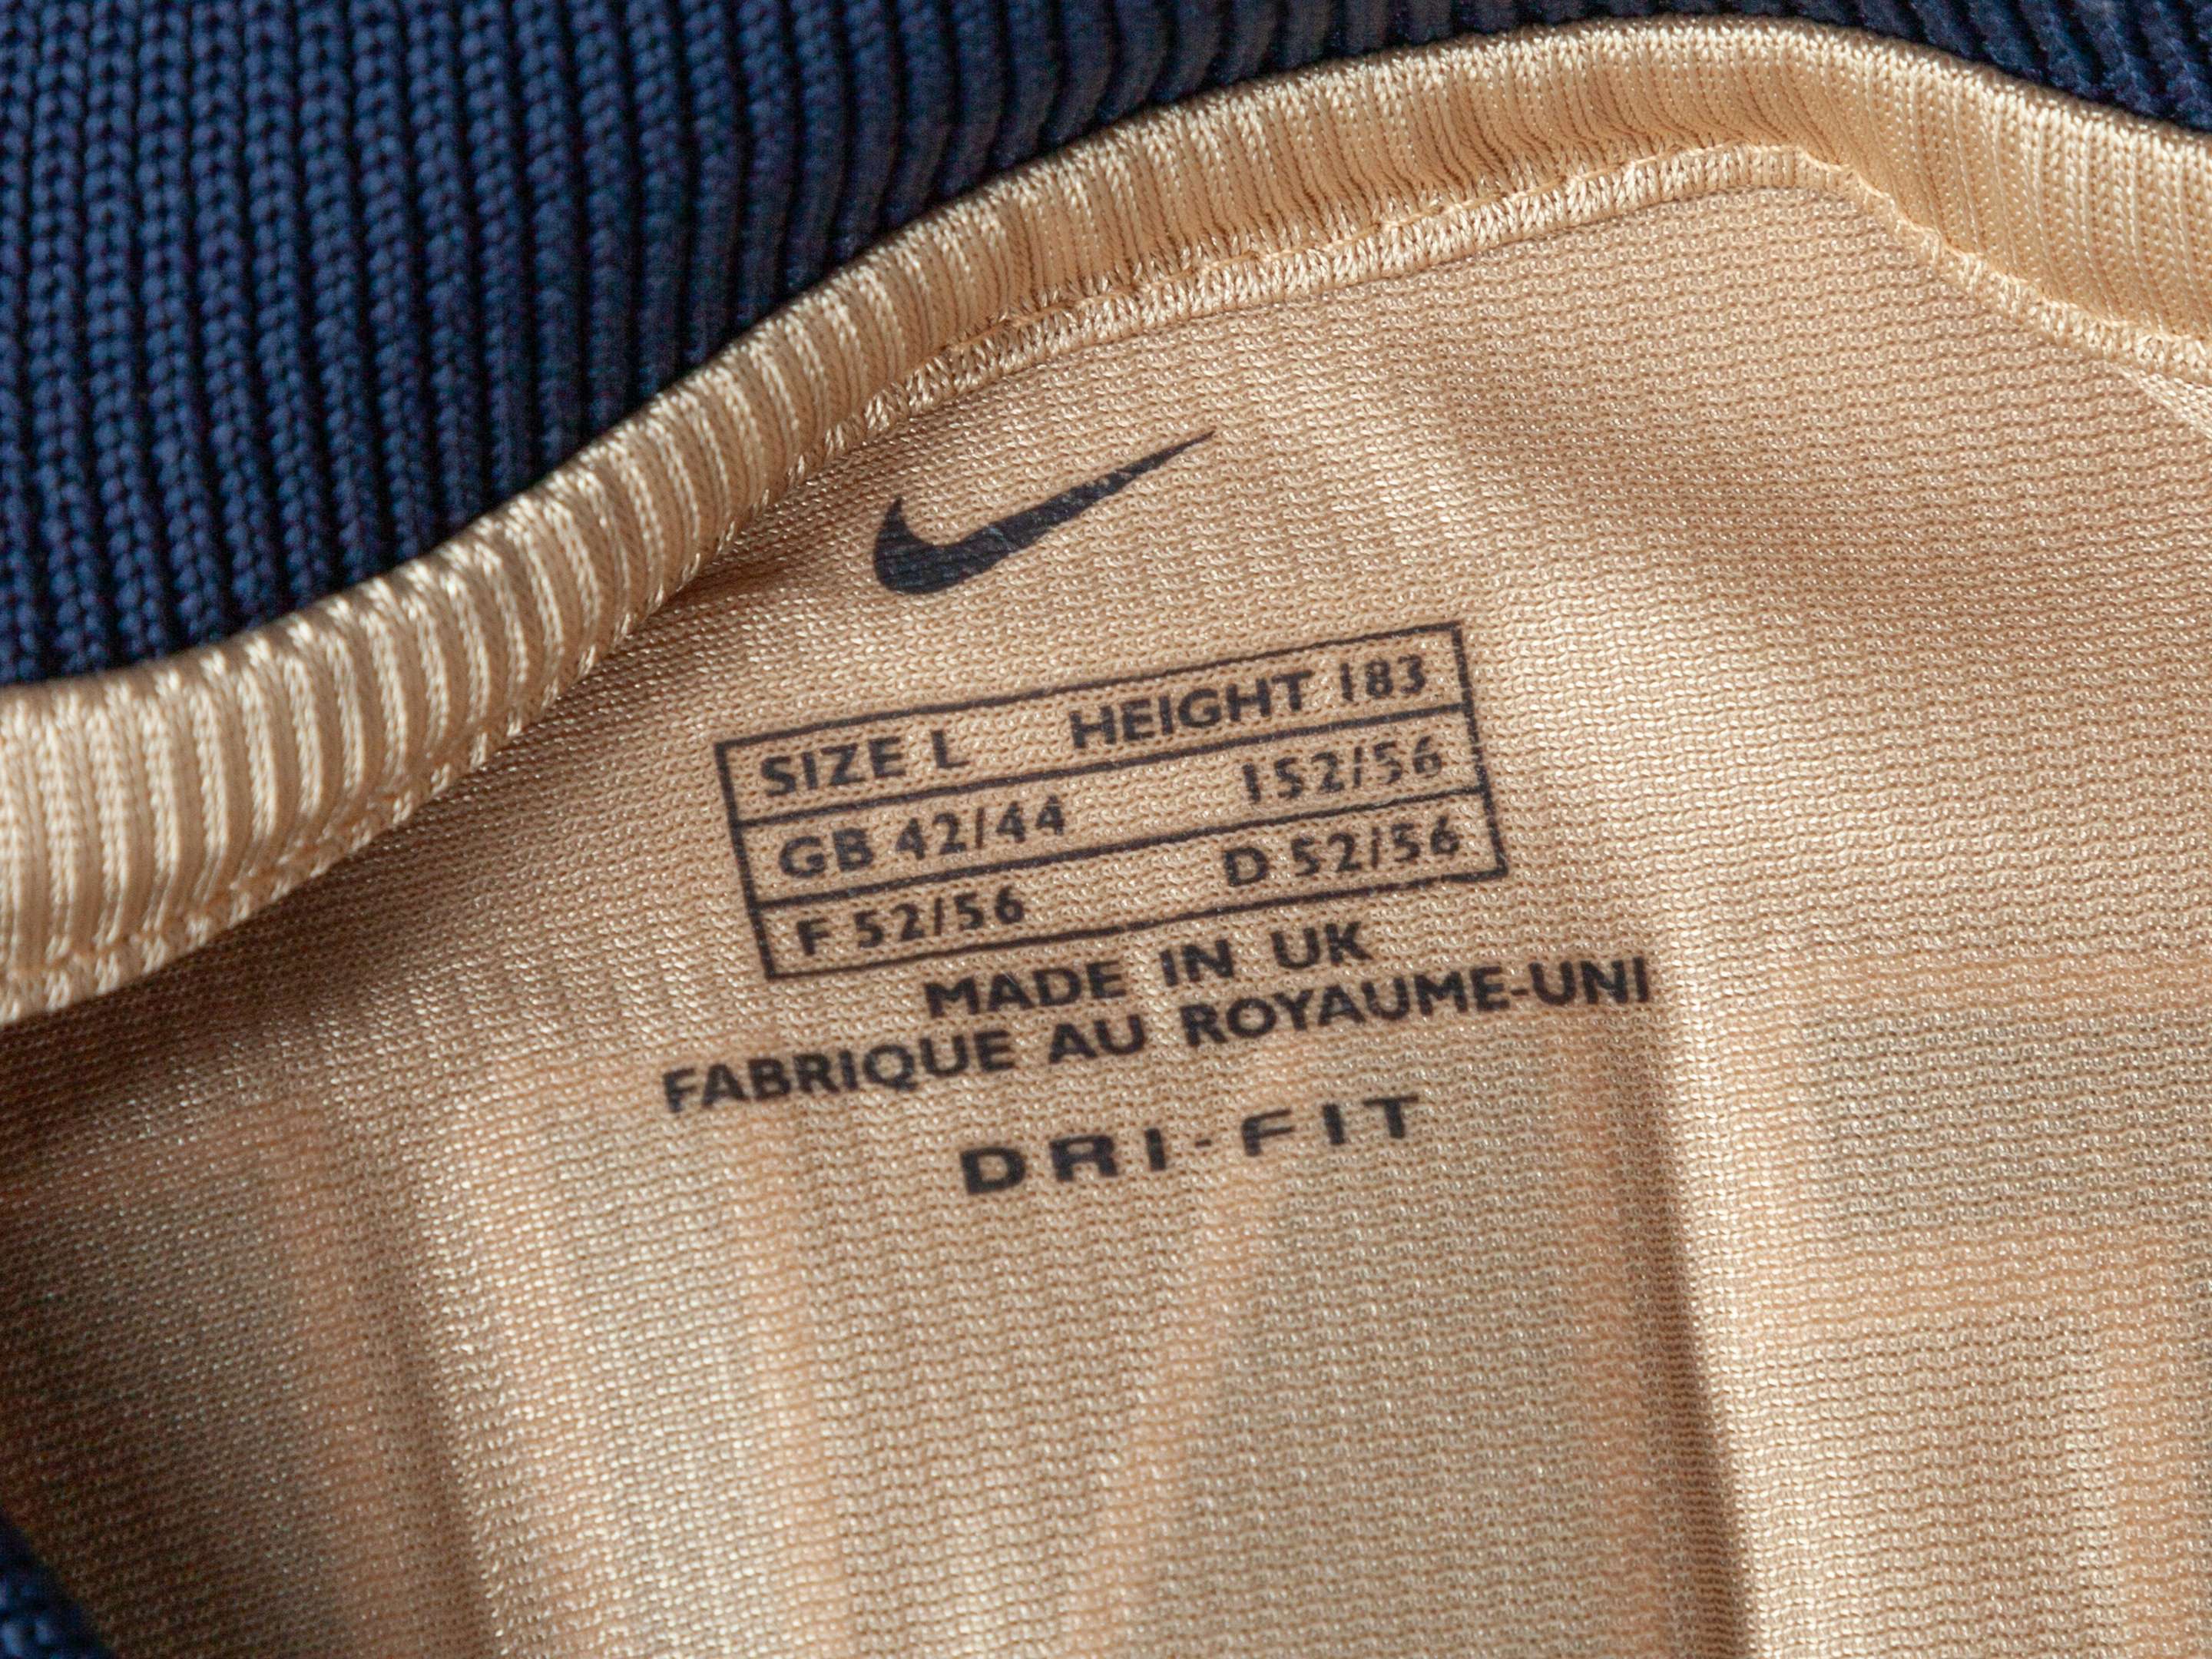 SIZE L HEIGHT 183
GB 42/44 152/56
F 52/56 D 52/56
MADE IN UK
FABRIQUE AU ROYAUME-UNI
DRI-FIT